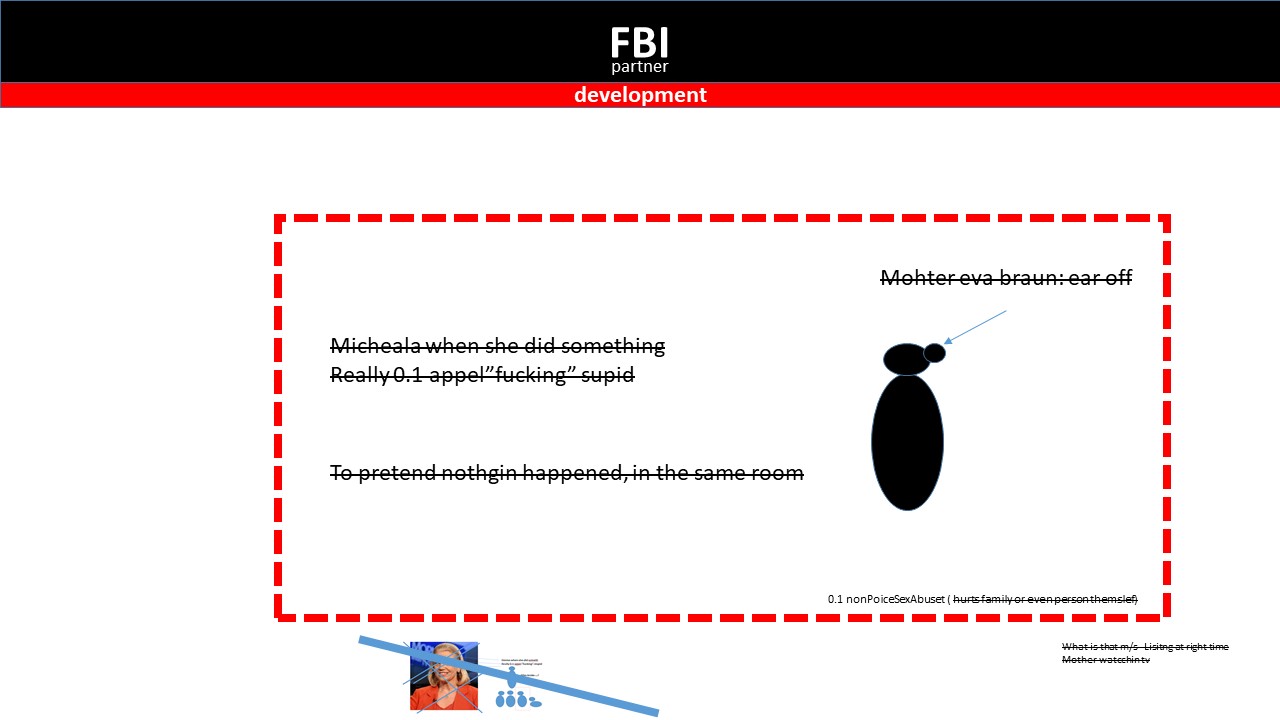 FBI
partner
development
Mohter eva braun: ear off
Micheala when she did something
Really 0.1 appel”fucking” supid
To pretend nothgin happened, in the same room
0.1 nonPoiceSexAbuset ( hurts family or even person themslef)
What is that m/s - Lisitng at right time
Mother watcchin tv